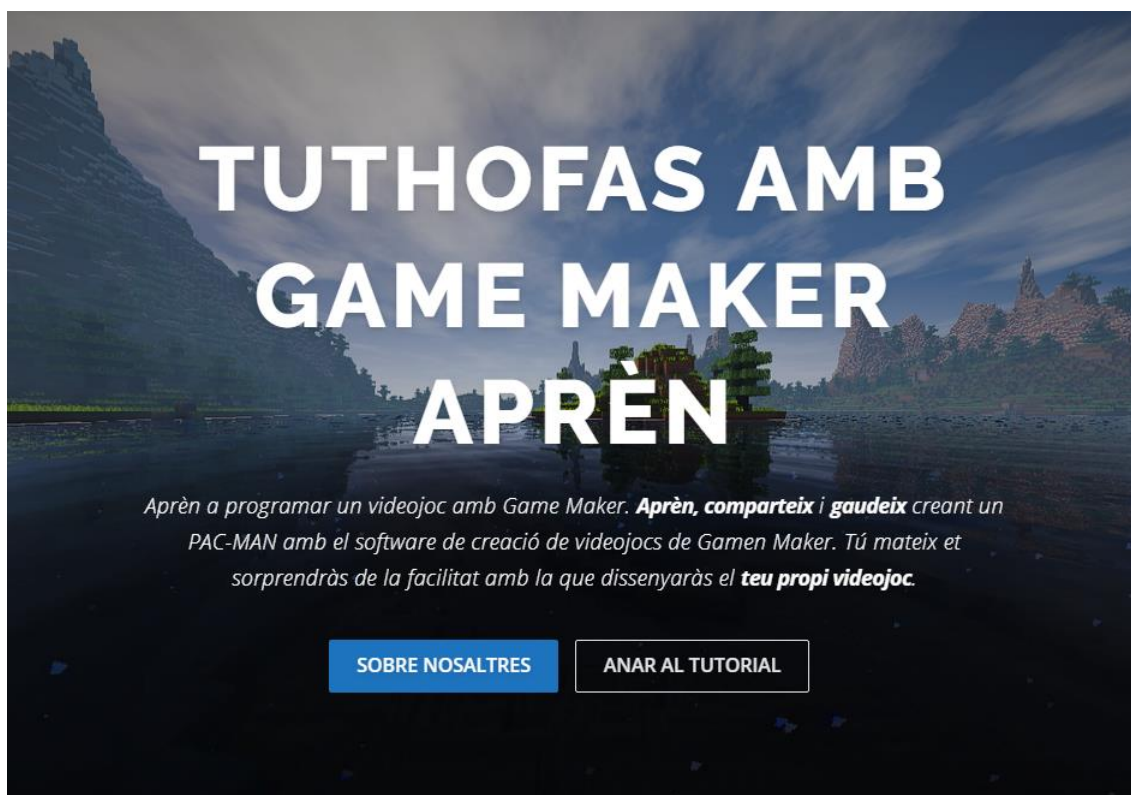 TUTHOFAS AMB
GAME MAKER
APRÈN
Aprèn a programar un videojoc amb Game Maker. Aprèn, comparteix i gaudeix creant un
PAC-MAN amb el software de creació de videojocs de Gamen Maker. Tú mateix et
sorprendràs de la facilitat amb la que dissenyaràs el teu propi videojoc.
SOBRE NOSALTRES
ANAR AL TUTORIAL